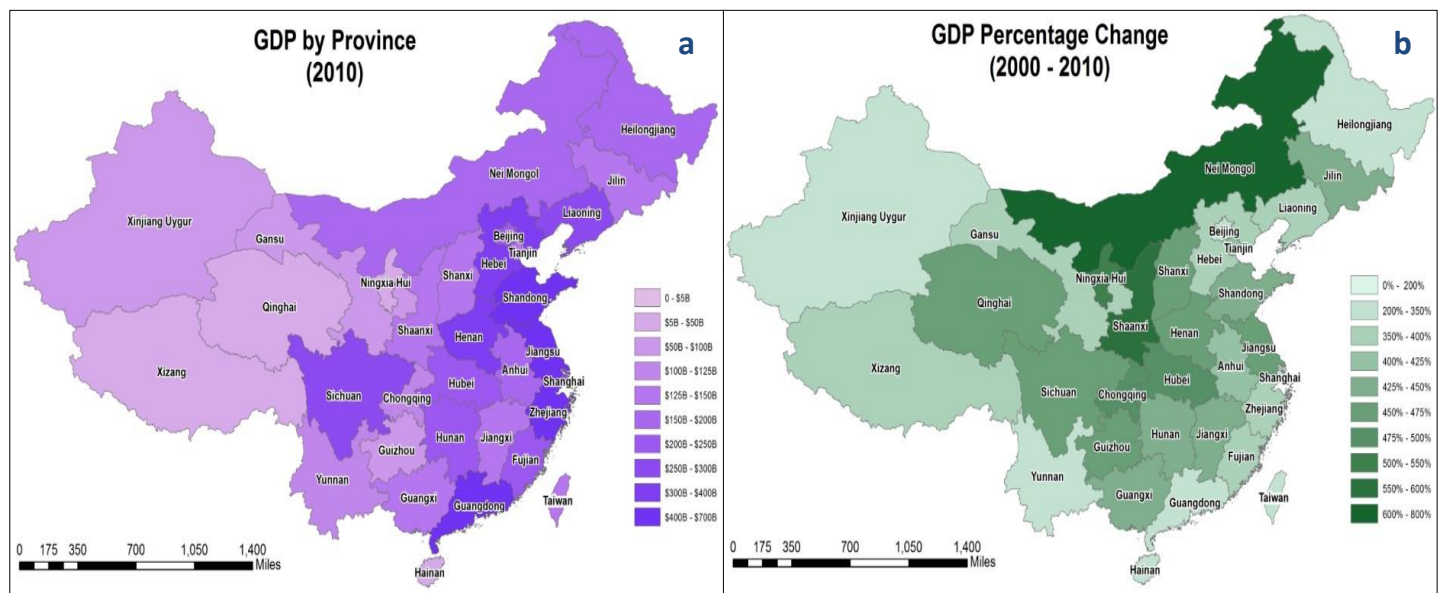 GDP by Province
(2010)
a
Heilongjiang
Nei Mongol
Jilin
Xinjiang Uygur
Liaoning
Gansu
Beijing
Tianjin
Hebei
Shanxi
Ningxia Hui
Qinghai
Shandong
Shaanxi
Henan
Jiangsu
Xizang
Anhui
Shanghai
Sichuan
Hubei
Chongqing
Zhejiang
Hunan
Jiangxi
Guizhou
Fujian
Yunnan
Guangxi
Guangdong
Taiwan
Hainan
0 - $5B
$5B - $50B
$50B - $100B
$100B - $125B
$125B - $150B
$150B - $200B
$200B - $250B
$250B - $300B
$300B - $400B
$400B - $700B
0 175 350 700 1,050 1,400
Miles
GDP Percentage Change
(2000 - 2010)
b
Heilongjiang
Nei Mongol
Jilin
Xinjiang Uygur
Liaoning
Gansu
Beijing
Tianjin
Hebei
Shanxi
Ningxia Hui
Qinghai
Shandong
Shaanxi
Henan
Jiangsu
Xizang
Anhui
Shanghai
Sichuan
Hubei
Chongqing
Zhejiang
Hunan
Jiangxi
Guizhou
Fujian
Yunnan
Guangxi
Guangdong
Taiwan
Hainan
0% - 200%
200% - 350%
350% - 400%
400% - 425%
425% - 450%
450% - 475%
475% - 500%
500% - 550%
550% - 600%
600% - 800%
0 175 350 700 1,050 1,400
Miles